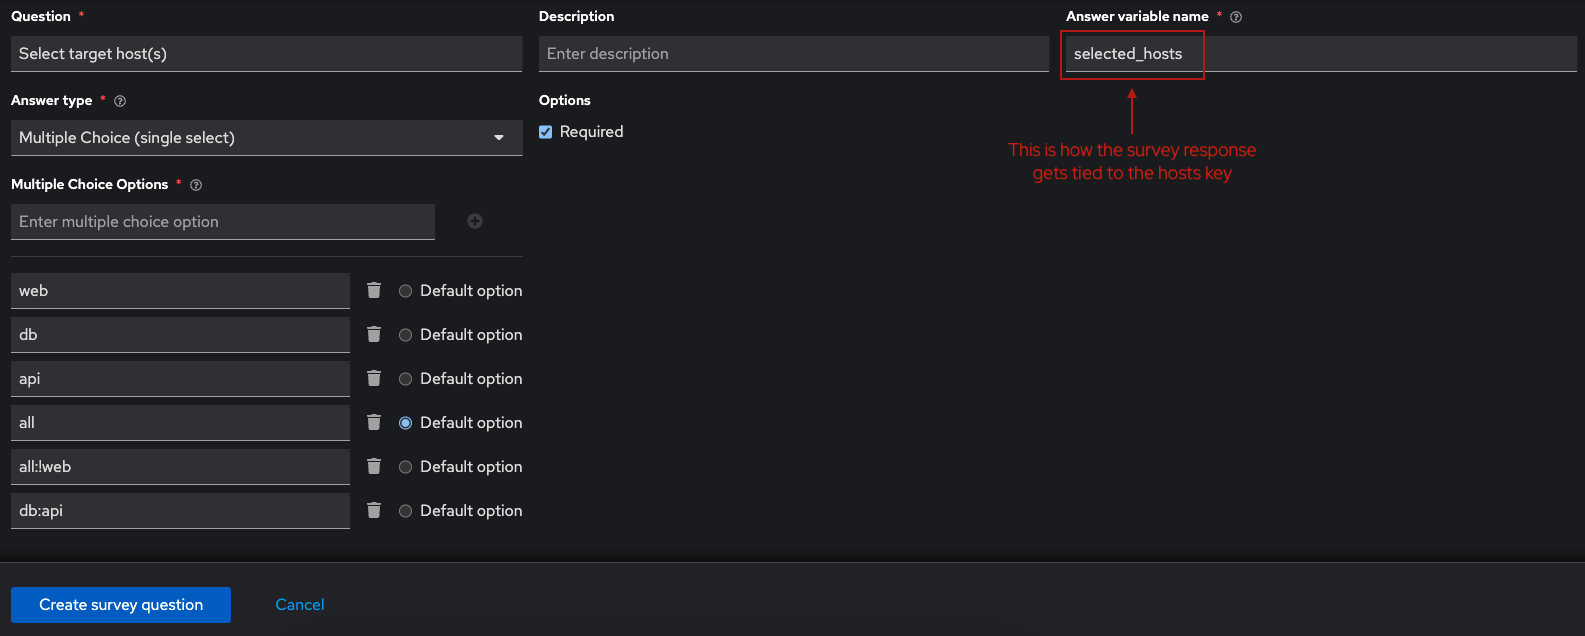 Question *
Description
Answer variable name *
Select target host(s)
Enter description
selected_hosts
Answer type *
Options
Multiple Choice (single select)
Required
This is how the survey response
gets tied to the hosts key
Multiple Choice Options *
Enter multiple choice option
web
Default option
db
Default option
api
Default option
all
Default option
all:!web
Default option
db:api
Default option
Create survey question
Cancel